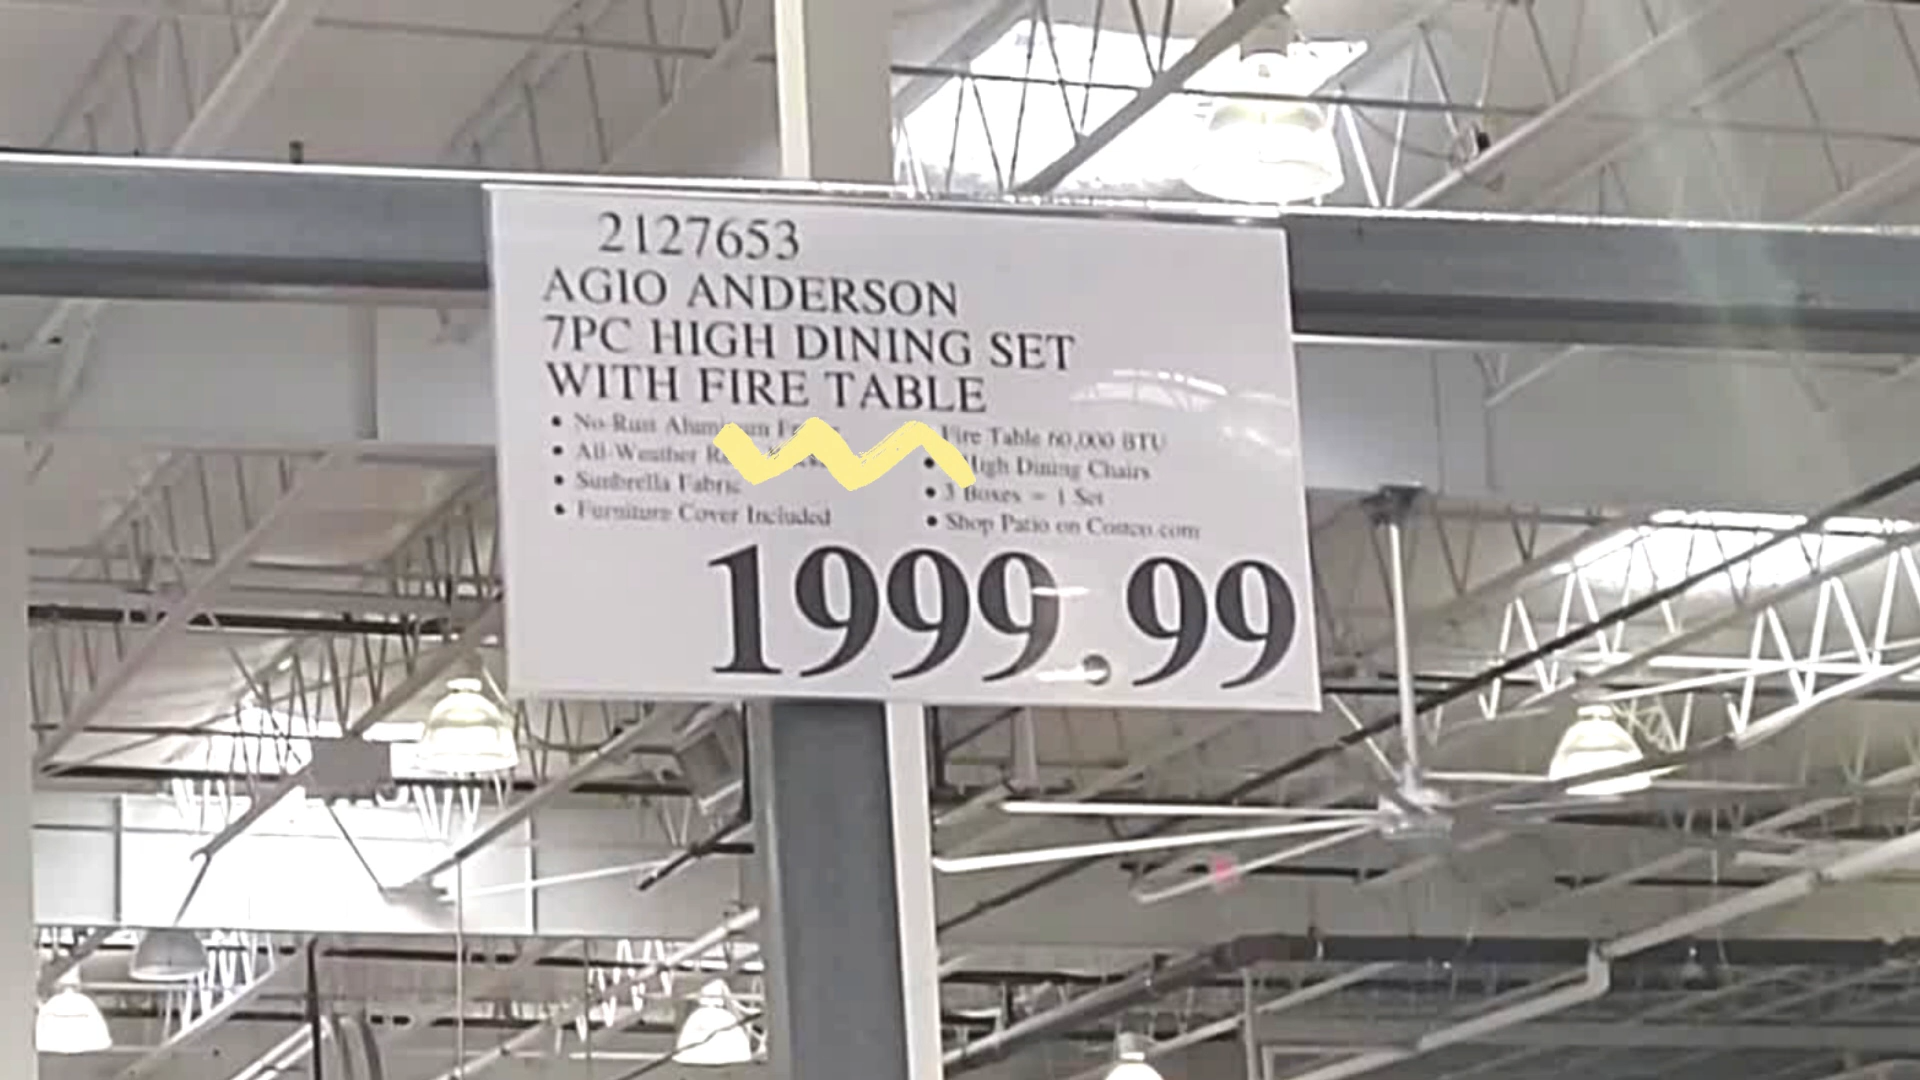 2127653
AGIO ANDERSON
7PC HIGH DINING SET
WITH FIRE TABLE
• No-Rust Aluminum
• All-Weather
• Sunbrella Fabric
• Furniture Cover Included
Fire Table 60,000 BTU
• High Dining Chairs
• 3 Boxes = 1 Set
• Shop Patio on Costco.com
1999.99